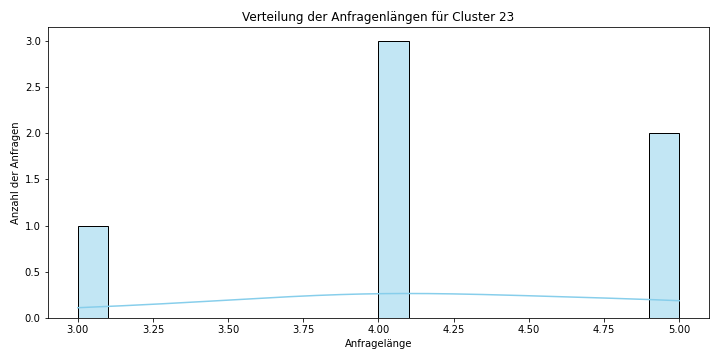 Verteilung der Anfragenlängen für Cluster 23
Anzahl der Anfragen
3.0
2.5
2.0
1.5
1.0
0.5
0.0
3.00 3.25 3.50 3.75 4.00 4.25 4.50 4.75 5.00
Anfragelänge